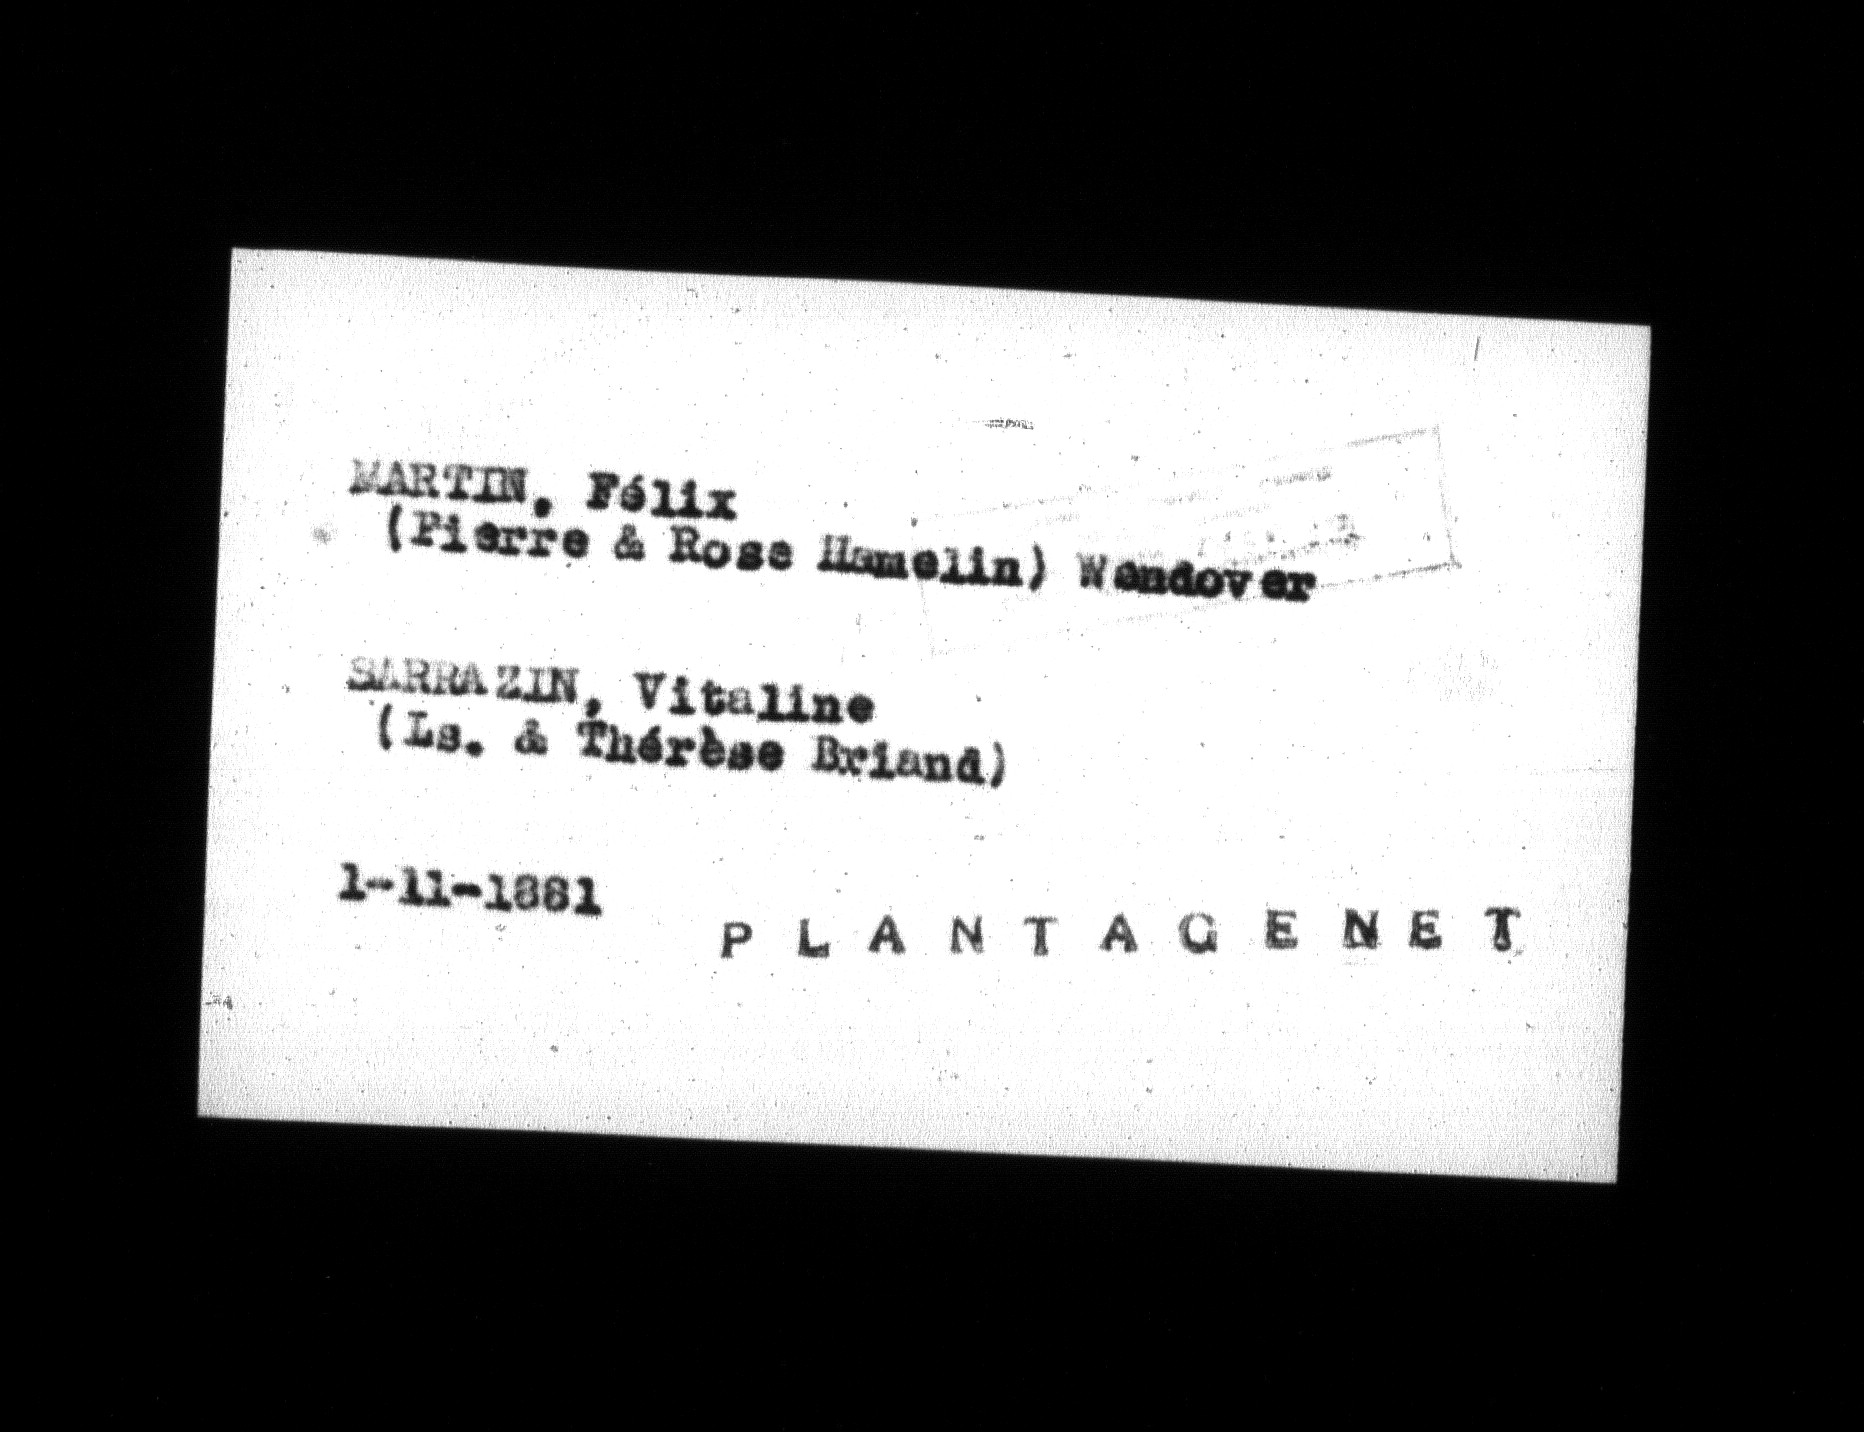 MARTIN, Félix
(Pierre & Rose Hamelin) Wendover
SARRAZIN, Vitaline
(Ls. & Thérèse Briand)
1-11-1881
PLANTAGENET